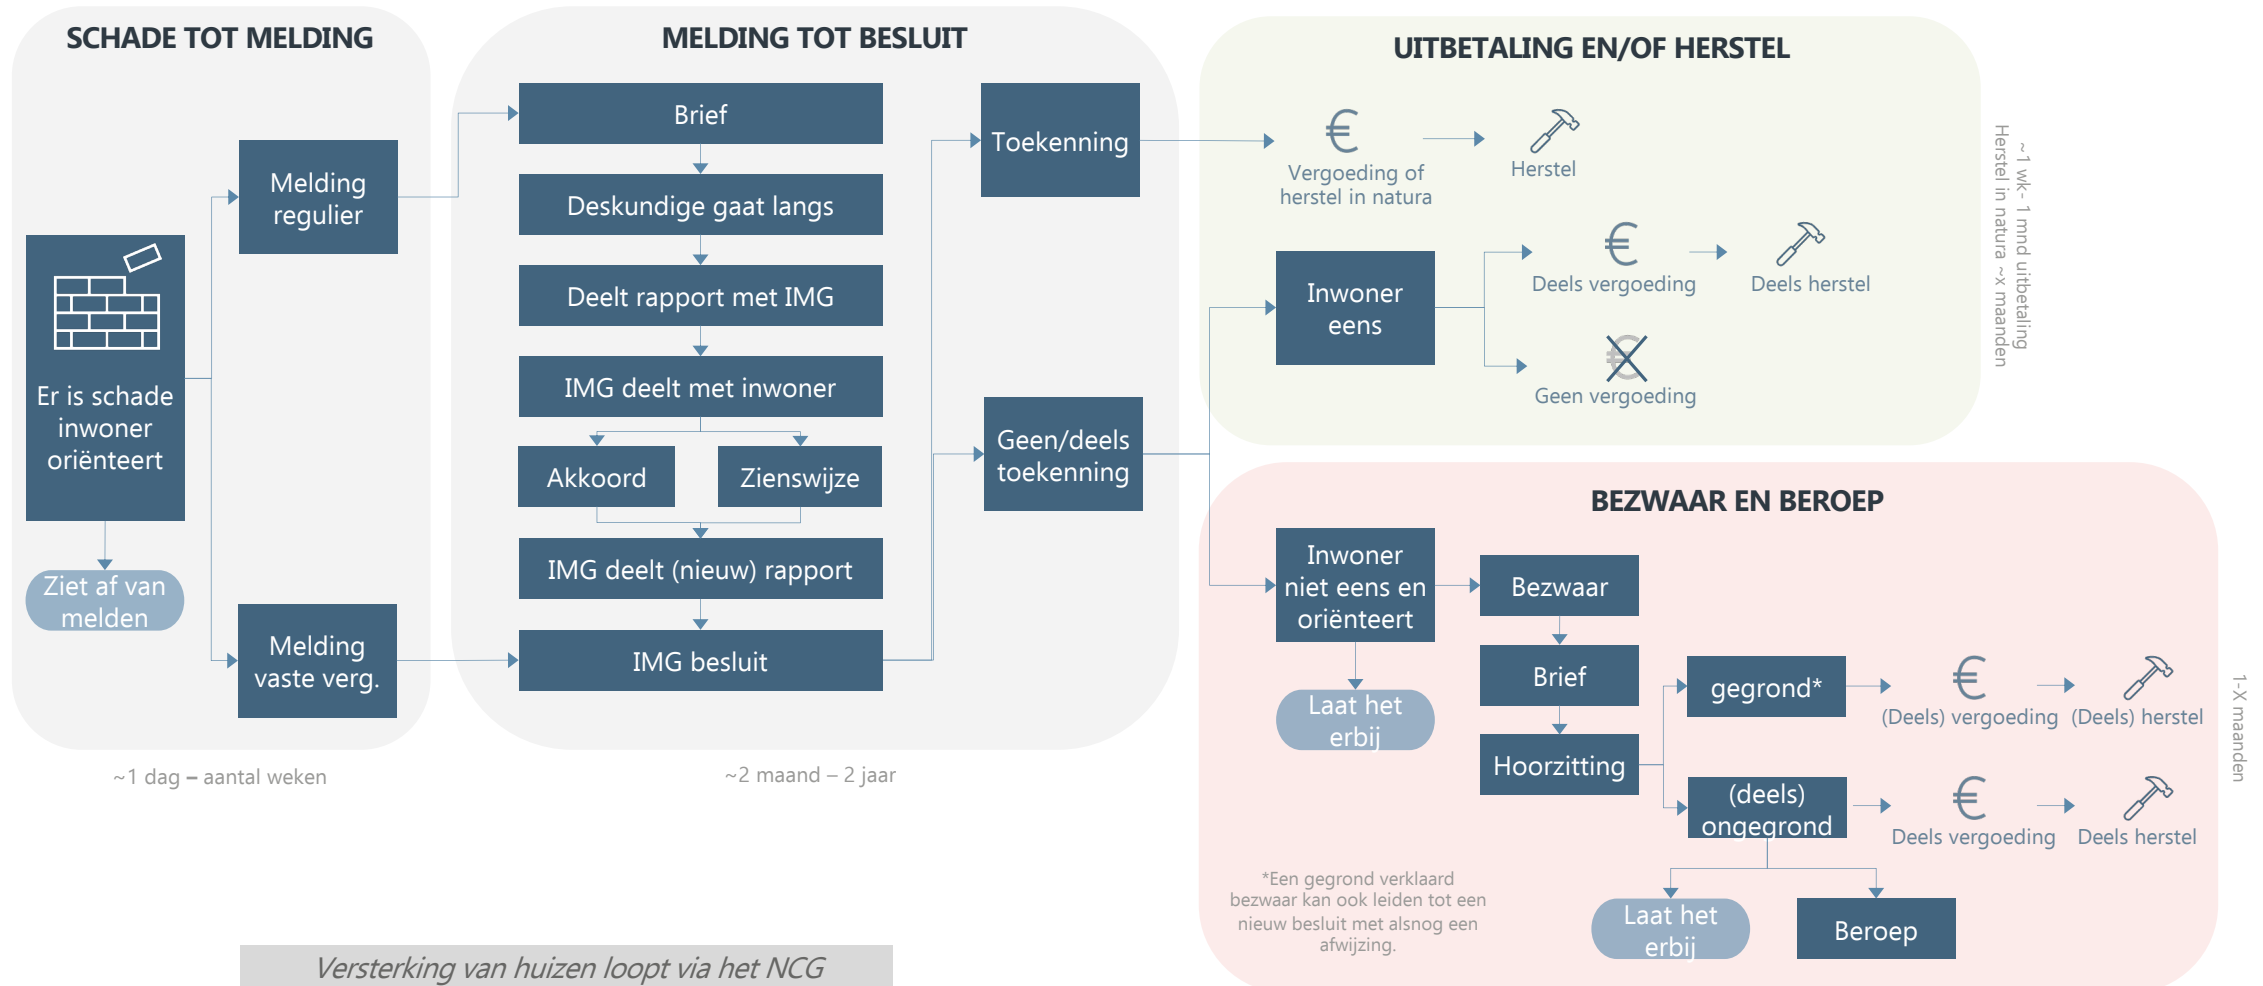 SCHADE TOT MELDING
Er is schade
inwoner
oriënteert
Ziet af van
melden
Melding
regulier
Melding
vaste verg.
~1 dag – aantal weken
MELDING TOT BESLUIT
Brief
Deskundige gaat langs
Deelt rapport met IMG
IMG deelt met inwoner
Akkoord
Zienswijze
IMG deelt (nieuw) rapport
IMG besluit
Toekenning
Geen/deels
toekenning
~2 maand – 2 jaar
UITBETALING EN/OF HERSTEL
Vergoeding of
herstel in natura
Herstel
Inwoner
eens
Deels vergoeding
Deels herstel
Geen vergoeding
~1 wk- 1 mnd uitbetaling
Herstel in natura ~x maanden
BEZWAAR EN BEROEP
Inwoner
niet eens en
oriënteert
Laat het
erbij
Bezwaar
Brief
Hoorzitting
gegrond*
(Deels) vergoeding
(Deels) herstel
(deels)
ongegrond
Deels vergoeding
Deels herstel
Laat het
erbij
Beroep
*Een gegrond verklaard
bezwaar kan ook leiden tot een
nieuw besluit met alsnog een
afwijzing.
1-X maanden
Versterking van huizen loopt via het NCG